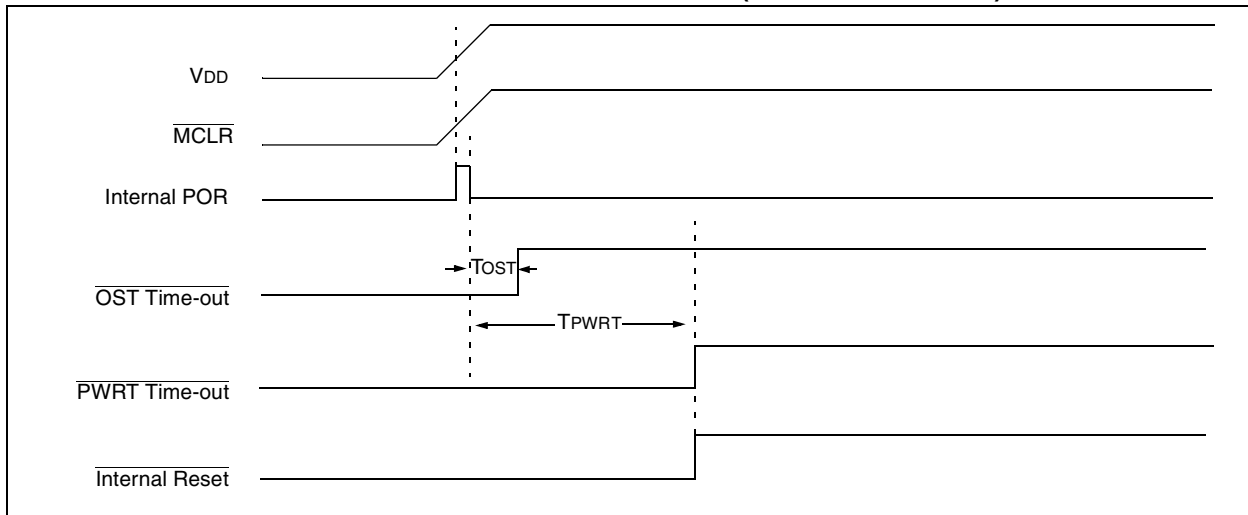 VDD
MCLR
Internal POR
TOST
OST Time-out
TPWRT
PWRT Time-out
Internal Reset